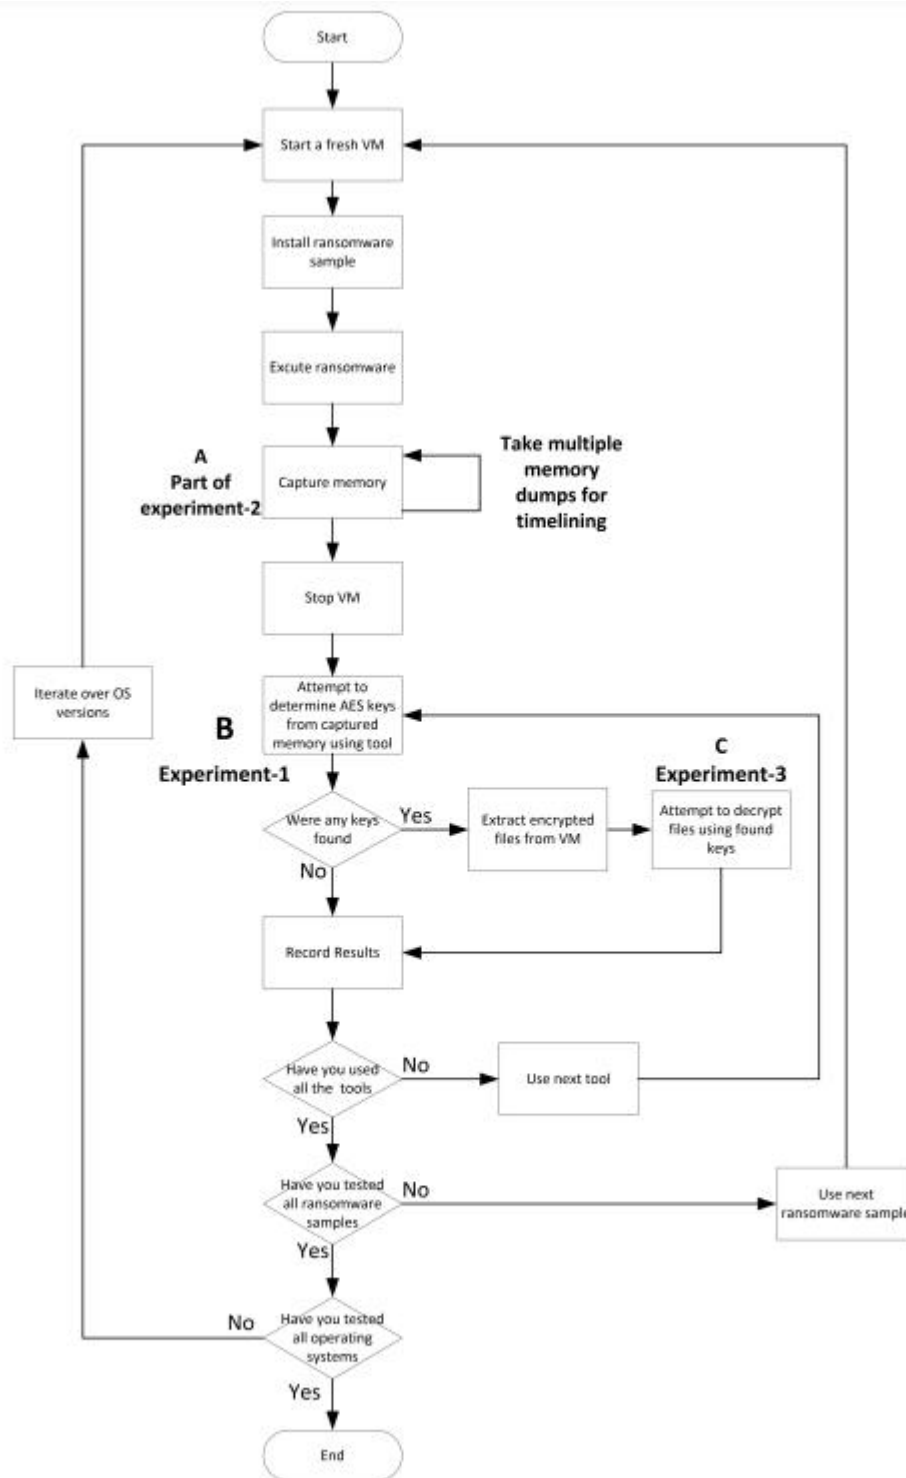 Start
Start a fresh VM
Install ransomware
sample
Excute ransomware
A
Part of
experiment-2
Capture memory
Take multiple
memory
dumps for
timelining
Stop VM
Iterate over OS
versions
Attempt to
determine AES keys
from captured
memory using tool
B
Experiment-1
C
Experiment-3
Were any keys
found
Yes
Extract encrypted
files from VM
Attempt to decrypt
files using found
keys
No
Record Results
Have you used
all the tools
No
Use next tool
Yes
Have you tested
all ransomware
samples
No
Use next
ransomware sample
Yes
Have you tested
all operating
systems
No
Yes
End